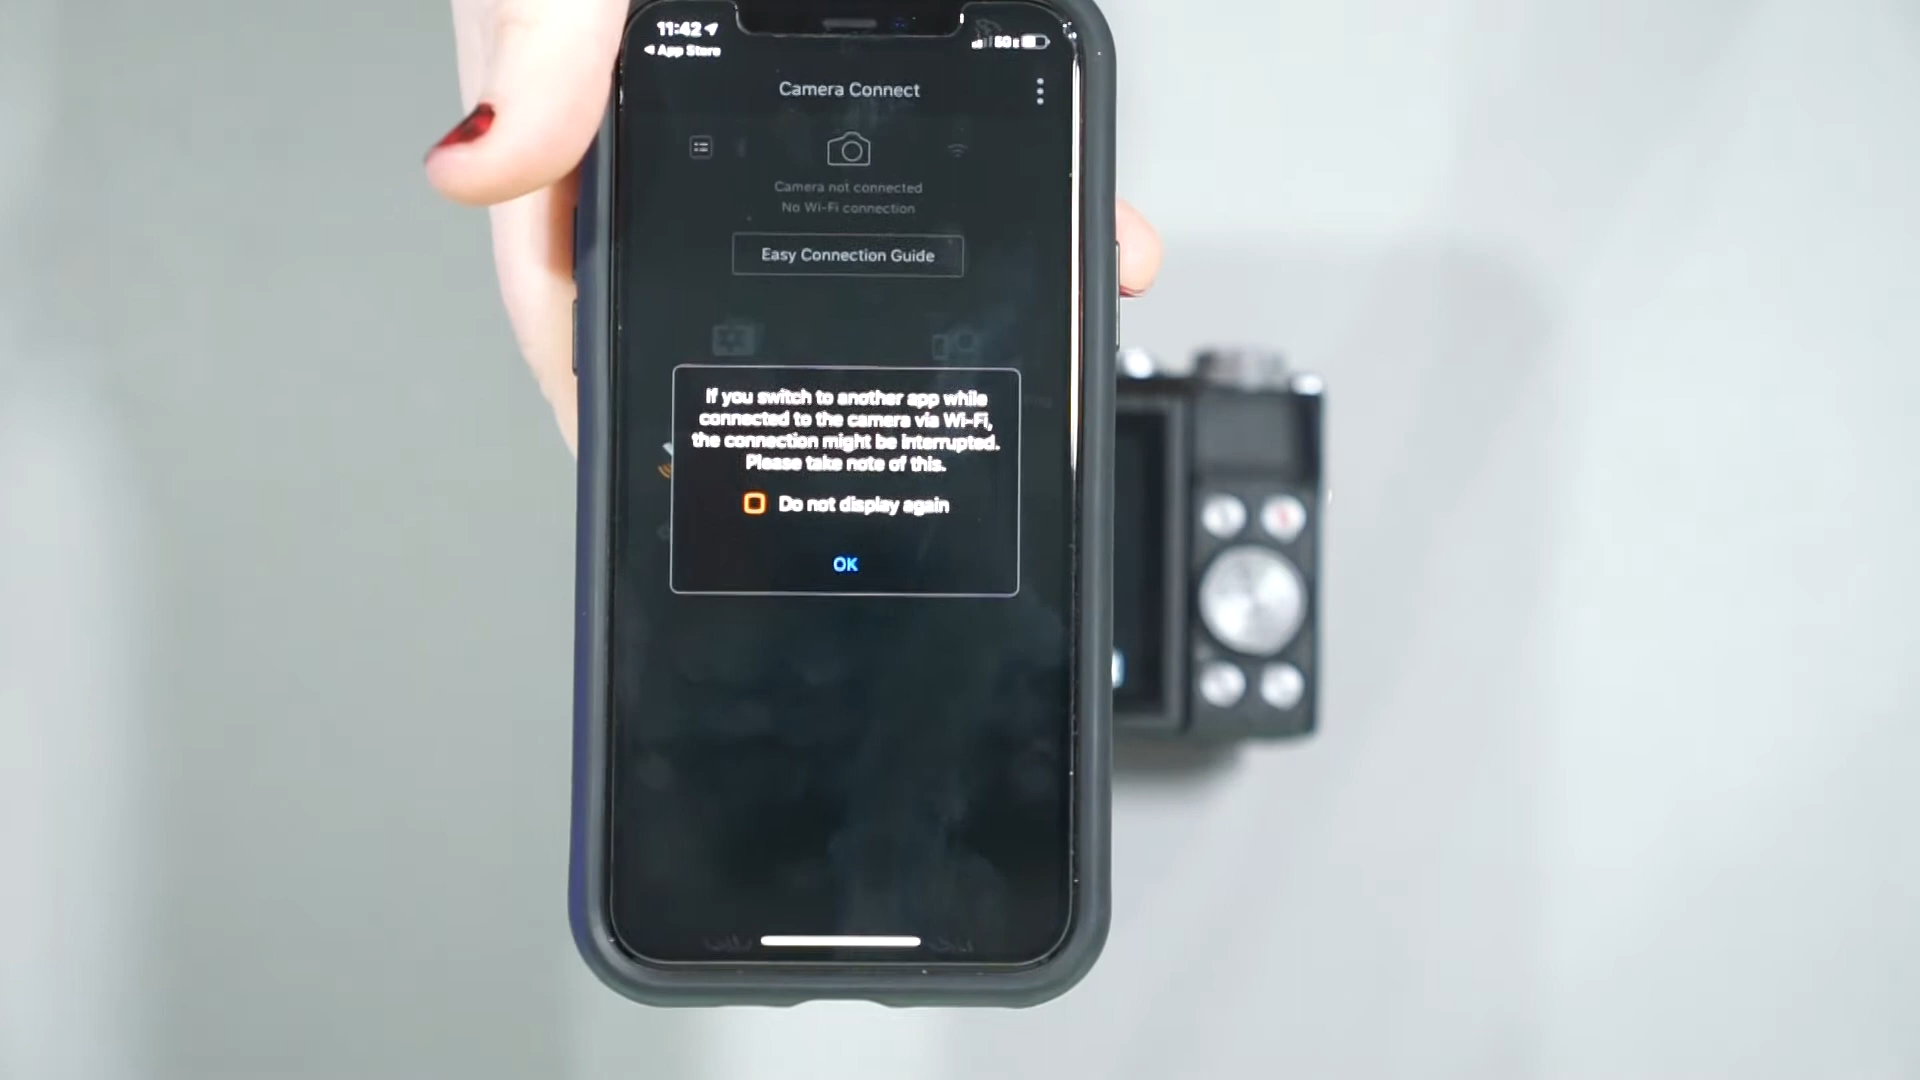 11:42
App Store
Camera Connect
Camera not connected
No Wi-Fi connection
Easy Connection Guide
If you switch to another app while
connected to the camera via Wi-Fi,
the connection might be interrupted.
Please take note of this.
Do not display again
OK